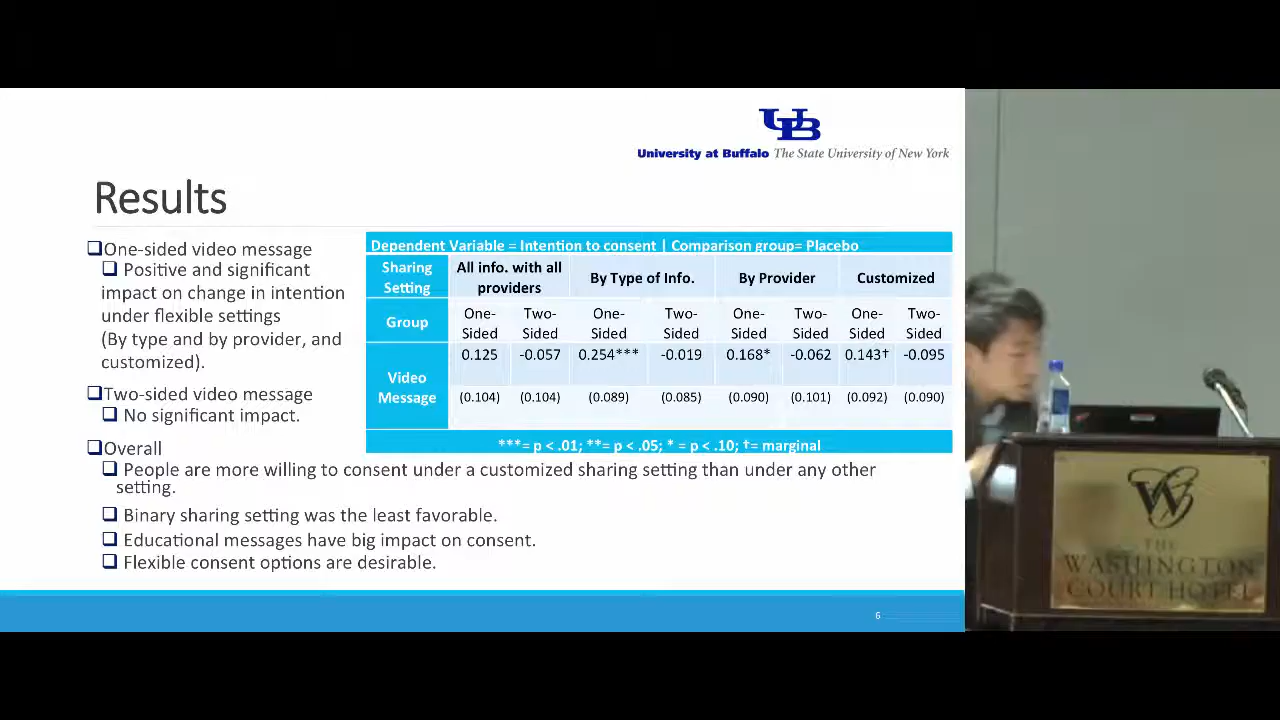 UB
University at Buffalo The State University of New York
Results
One-sided video message
Positive and significant
impact on change in intention
under flexible settings
(By type and by provider, and
customized).
Two-sided video message
No significant impact.
Overall
People are more willing to consent under a customized sharing setting than under any other
setting.
Binary sharing setting was the least favorable.
Educational messages have big impact on consent.
Flexible consent options are desirable.
Dependent Variable = Intention to consent | Comparison group= Placebo
Sharing Setting All info. with all providers By Type of Info. By Provider Customized
Group One-Sided Two-Sided One-Sided Two-Sided One-Sided Two-Sided One-Sided Two-Sided
Video Message 0.125 -0.057 0.254*** -0.019 0.168* -0.062 0.143† -0.095
(0.104) (0.104) (0.089) (0.085) (0.090) (0.101) (0.092) (0.090)
***= p < .01; **= p < .05; * = p < .10; †= marginal
6
W
THE
WASHINGTON
COURT HOTEL